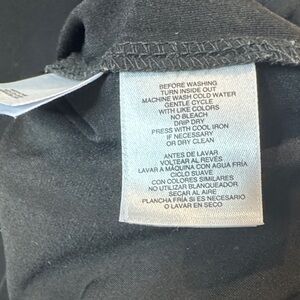 BEFORE WASHING
TURN INSIDE OUT
MACHINE WASH COLD WATER
GENTLE CYCLE
WITH LIKE COLORS
NO BLEACH
DRIP DRY
PRESS WITH COOL IRON
IF NECESSARY
OR DRY CLEAN
ANTES DE LAVAR
VOLTEAR AL REVÉS
LAVAR A MAQUINA CON AGUA FRÍA
CICLO SUAVE
CON COLORES SIMILARES
NO UTILIZAR BLANQUEADOR
SECAR AL AIRE
PLANCHA FRÍA SI ES NECESARIO
O LAVAR EN SECO